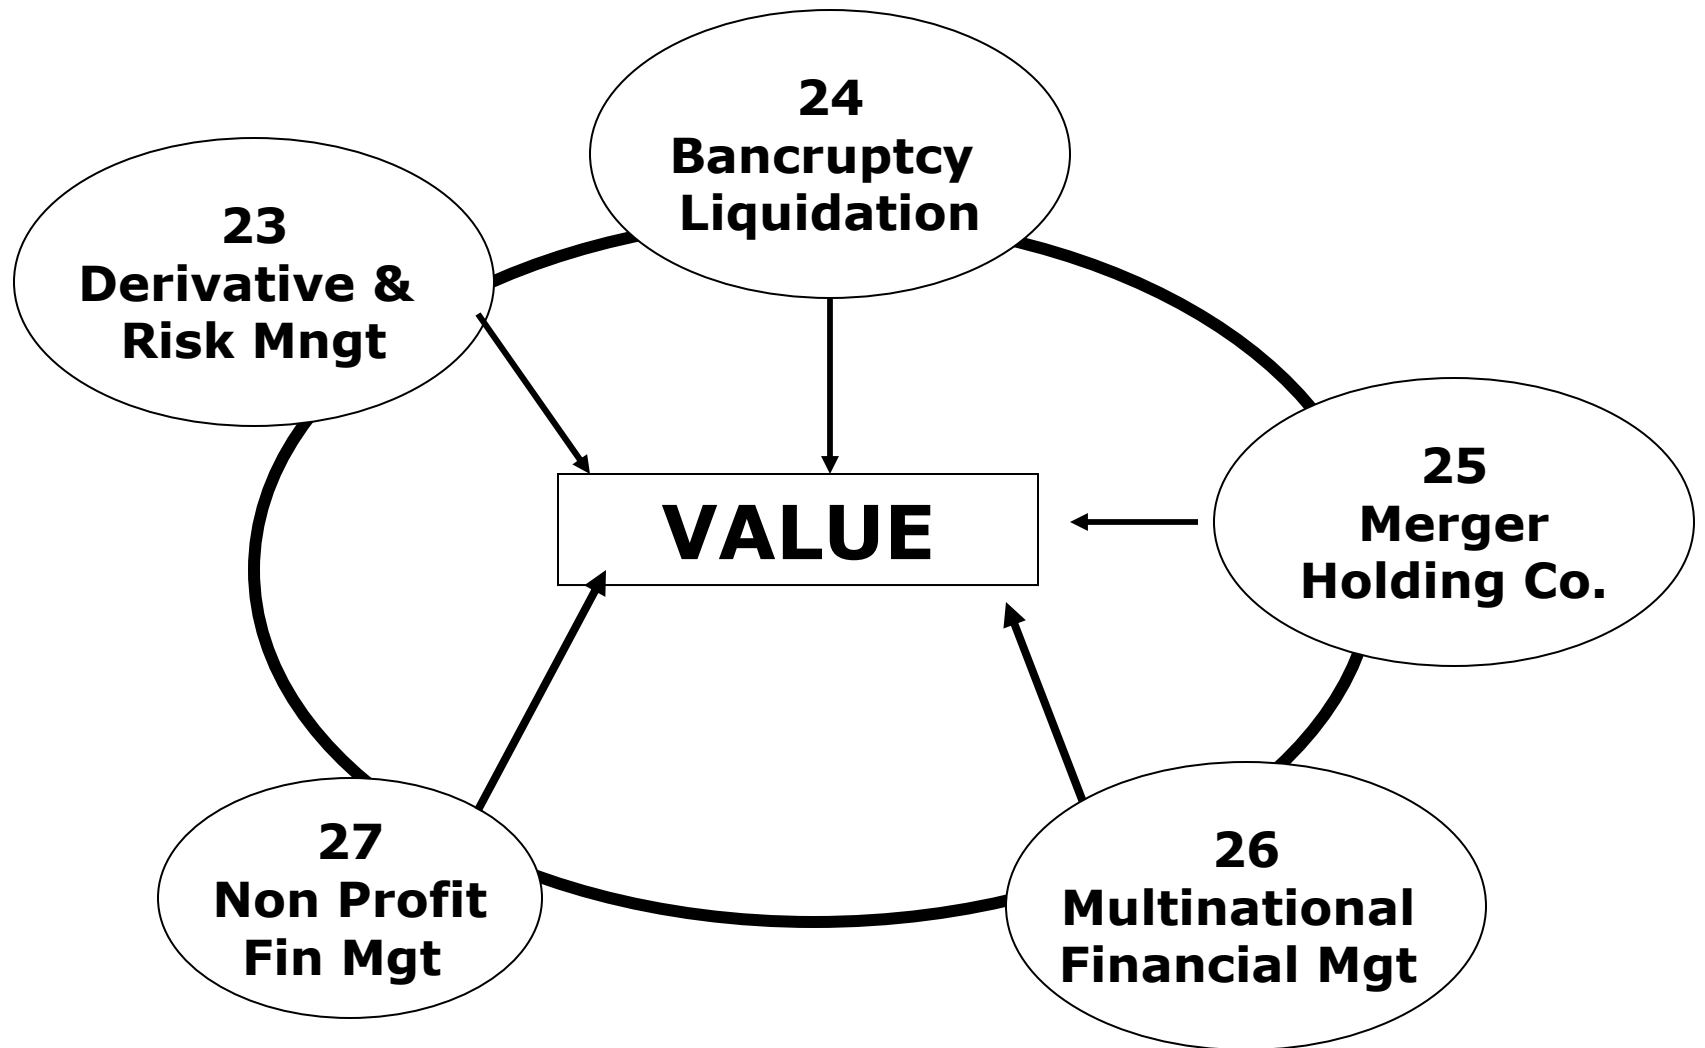 24
Bancruptcy
Liquidation
23
Derivative &
Risk Mngt
25
Merger
Holding Co.
VALUE
27
Non Profit
Fin Mgt
26
Multinational
Financial Mgt